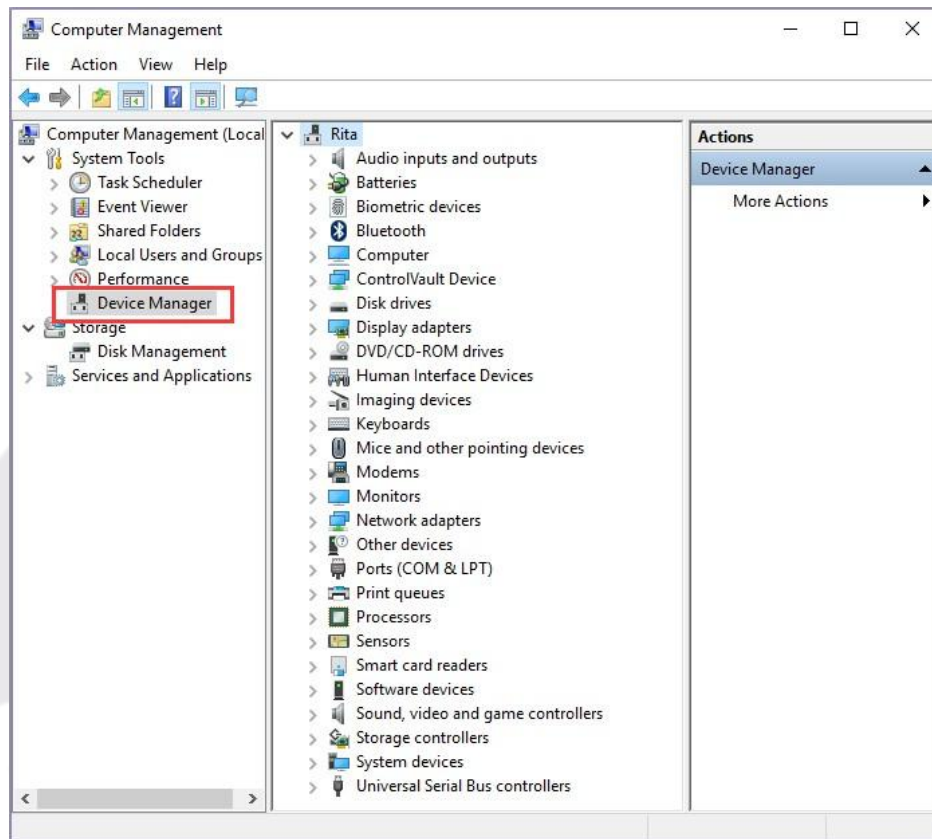 Computer Management
File Action View Help
Computer Management (Local
System Tools
Task Scheduler
Event Viewer
Shared Folders
Local Users and Groups
Performance
Device Manager
Storage
Disk Management
Services and Applications
Rita
Audio inputs and outputs
Batteries
Biometric devices
Bluetooth
Computer
ControlVault Device
Disk drives
Display adapters
DVD/CD-ROM drives
Human Interface Devices
Imaging devices
Keyboards
Mice and other pointing devices
Modems
Monitors
Network adapters
Other devices
Ports (COM & LPT)
Print queues
Processors
Sensors
Smart card readers
Software devices
Sound, video and game controllers
Storage controllers
System devices
Universal Serial Bus controllers
Actions
Device Manager
More Actions